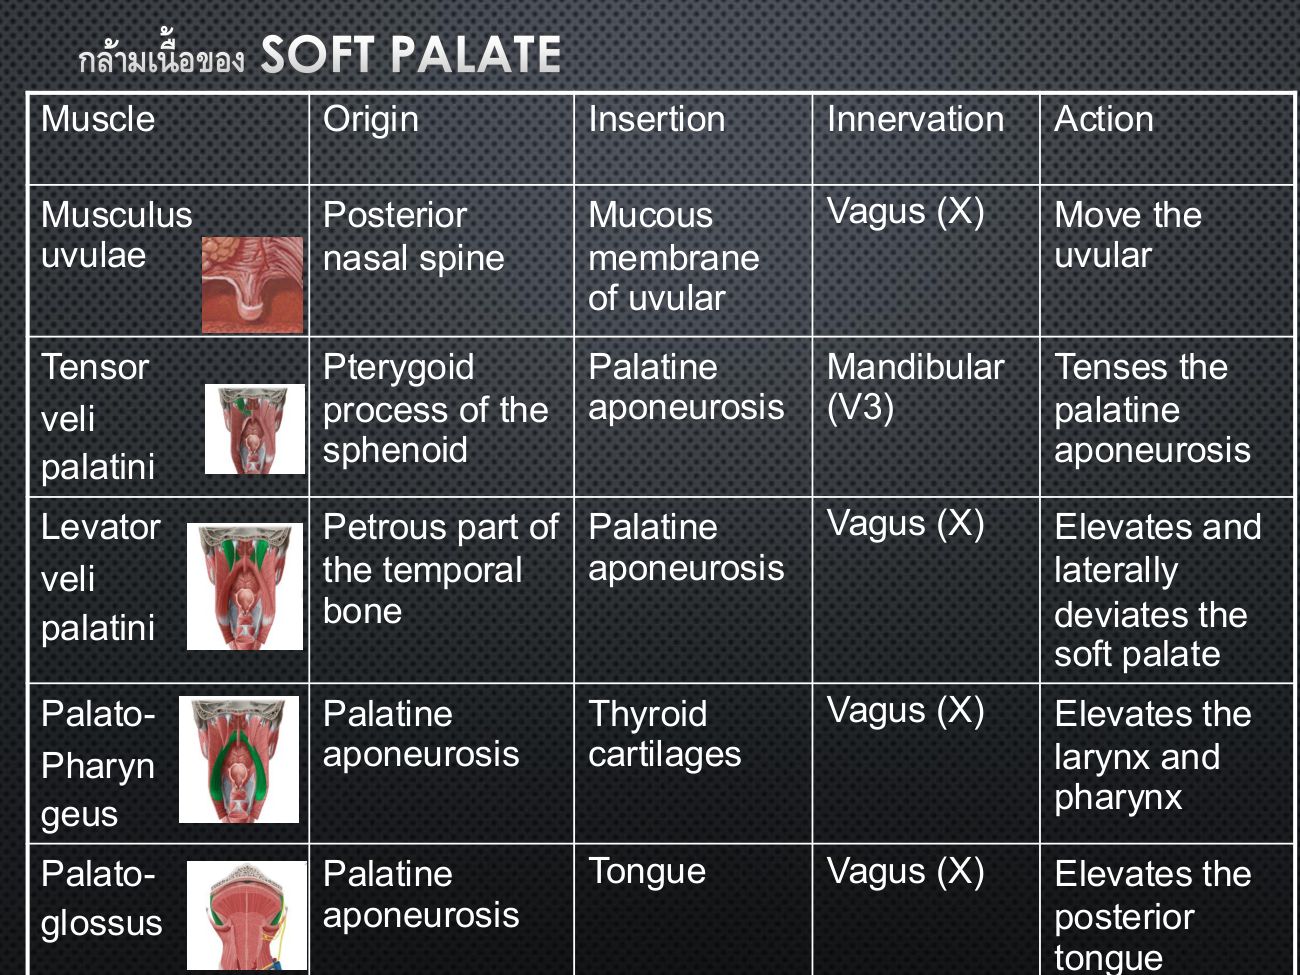 กล้ามเนื้อของ SOFT PALATE
Muscle Origin Insertion Innervation Action
Musculus
uvulae
Posterior
nasal spine
Mucous
membrane
of uvular
Vagus (X)
Move the
uvular
Tensor
veli
palatini
Pterygoid
process of the
sphenoid
Palatine
aponeurosis
Mandibular
(V3)
Tenses the
palatine
aponeurosis
Levator
veli
palatini
Petrous part of
the temporal
bone
Palatine
aponeurosis
Vagus (X)
Elevates and
laterally
deviates the
soft palate
Palato-
Pharyn
geus
Palatine
aponeurosis
Thyroid
cartilages
Vagus (X)
Elevates the
larynx and
pharynx
Palato-
glossus
Palatine
aponeurosis
Tongue
Vagus (X)
Elevates the
posterior
tongue